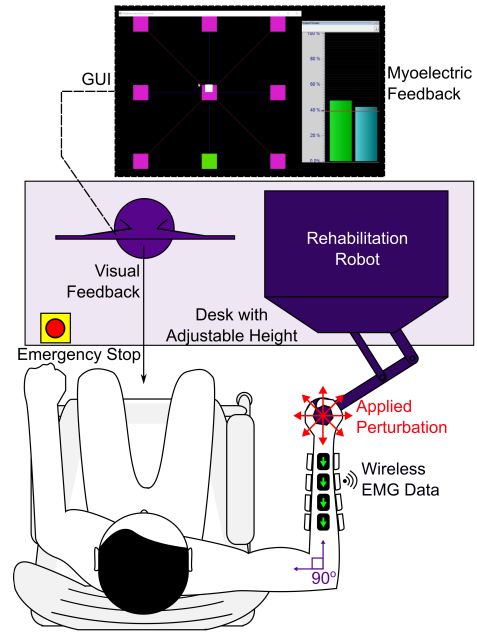 GUI
Myoelectric
Feedback
100 %
80 %
60 %
40 %
20 %
0.0 %
Rehabilitation
Robot
Visual
Feedback
Desk with
Adjustable Height
Emergency Stop
Applied
Perturbation
Wireless
EMG Data
90°